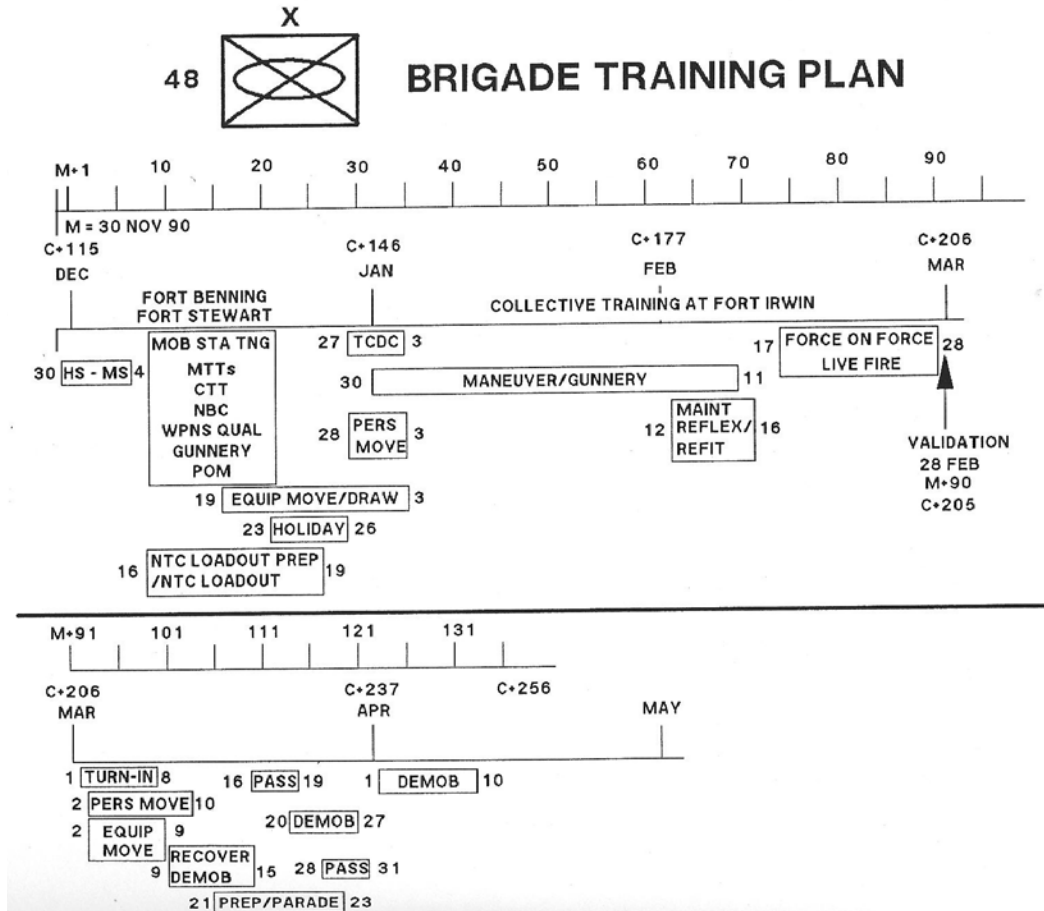 X
48 BRIGADE TRAINING PLAN
M+1 10 20 30 40 50 60 70 80 90
M = 30 NOV 90
C+115 C+146 C+177 C+206
DEC JAN FEB MAR
FORT BENNING
FORT STEWART
COLLECTIVE TRAINING AT FORT IRWIN
MOB STA TNG
MTTs
CTT
NBC
WPNS QUAL
GUNNERY
POM
30 HS - MS 4
27 TCDC 3
17 FORCE ON FORCE 28
LIVE FIRE
30 MANEUVER/GUNNERY 11
28 PERS 3
MOVE
12 MAINT 16
REFLEX/
REFIT
VALIDATION
28 FEB
M+90
C+205
19 EQUIP MOVE/DRAW 3
23 HOLIDAY 26
16 NTC LOADOUT PREP 19
/NTC LOADOUT
M+91 101 111 121 131
C+206 C+237 C+256
MAR APR MAY
1 TURN-IN 8
16 PASS 19
1 DEMOB 10
2 PERS MOVE 10
2 EQUIP 9
MOVE
20 DEMOB 27
9 RECOVER 15
DEMOB
28 PASS 31
21 PREP/PARADE 23